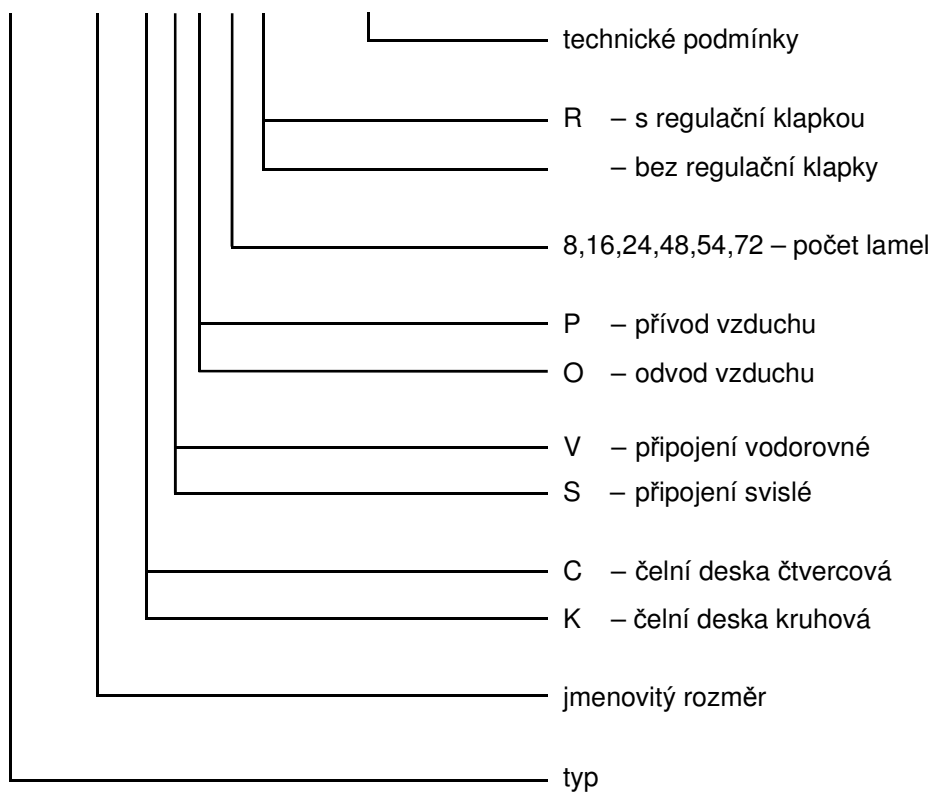 technické podmínky
R – s regulační klapkou
– bez regulační klapky
8,16,24,48,54,72 – počet lamel
P – přívod vzduchu
O – odvod vzduchu
V – připojení vodorovné
S – připojení svislé
C – čelní deska čtvercová
K – čelní deska kruhová
jmenovitý rozměr
typ